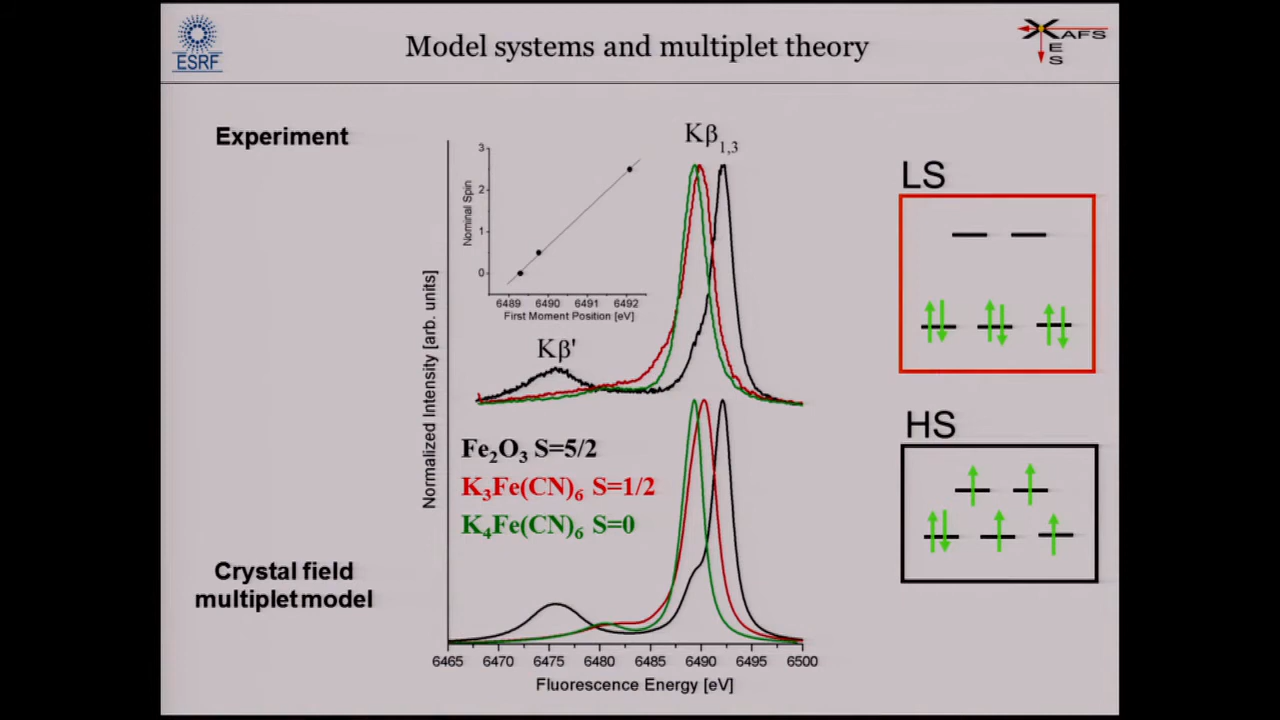 ESRF
Model systems and multiplet theory
XAFS
E
S
Experiment
Kβ1,3
3
2
1
0
Nominal Spin
6489 6490 6491 6492
First Moment Position [eV]
Kβ'
Normalized Intensity [arb. units]
Fe2O3 S=5/2
K3Fe(CN)6 S=1/2
K4Fe(CN)6 S=0
Crystal field
multiplet model
6465 6470 6475 6480 6485 6490 6495 6500
Fluorescence Energy [eV]
LS
HS